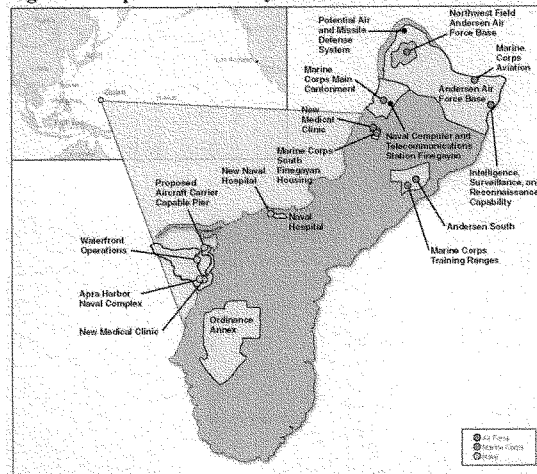 Potential Air
and Missile
Defense
System
Northwest Field
Andersen Air
Force Base
Marine
Corps
Aviation
Marine
Corps Main
Cantonment
Andersen Air
Force Base
New
Medical
Clinic
Naval Computer and
Telecommunications
Station Finegayan
Marine Corps
South
Finegayan
Housing
Intelligence,
Surveillance, and
Reconnaissance
Capability
New Naval
Hospital
Proposed
Aircraft Carrier
Capable Pier
Naval
Hospital
Andersen South
Waterfront
Operations
Marine Corps
Training Ranges
Apra Harbor
Naval Complex
New Medical Clinic
Ordinance
Annex
Air Force
Marine Corps
Navy